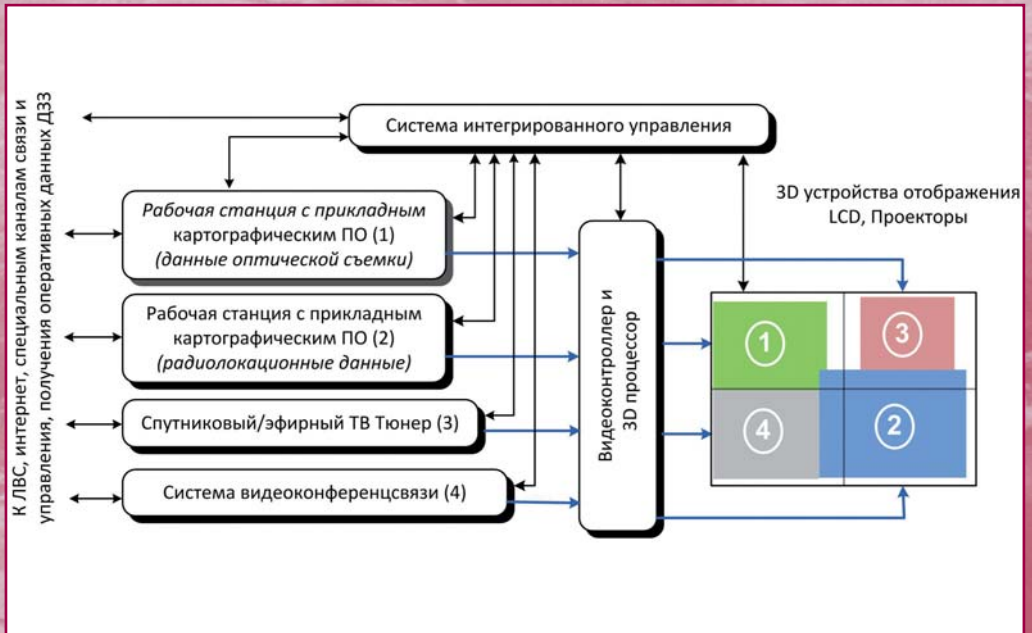 К ЛВС, интернет, специальным каналам связи и
управления, получения оперативных данных ДЗЗ
Система интегрированного управления
Рабочая станция с прикладным
картографическим ПО (1)
(данные оптической съемки)
Рабочая станция с прикладным
картографическим ПО (2)
(радиолокационные данные)
Спутниковый/эфирный ТВ Тюнер (3)
Система видеоконференцсвязи (4)
Видеоконтроллер и
3D процессор
3D устройства отображения
LCD, Проекторы
1
3
4
2